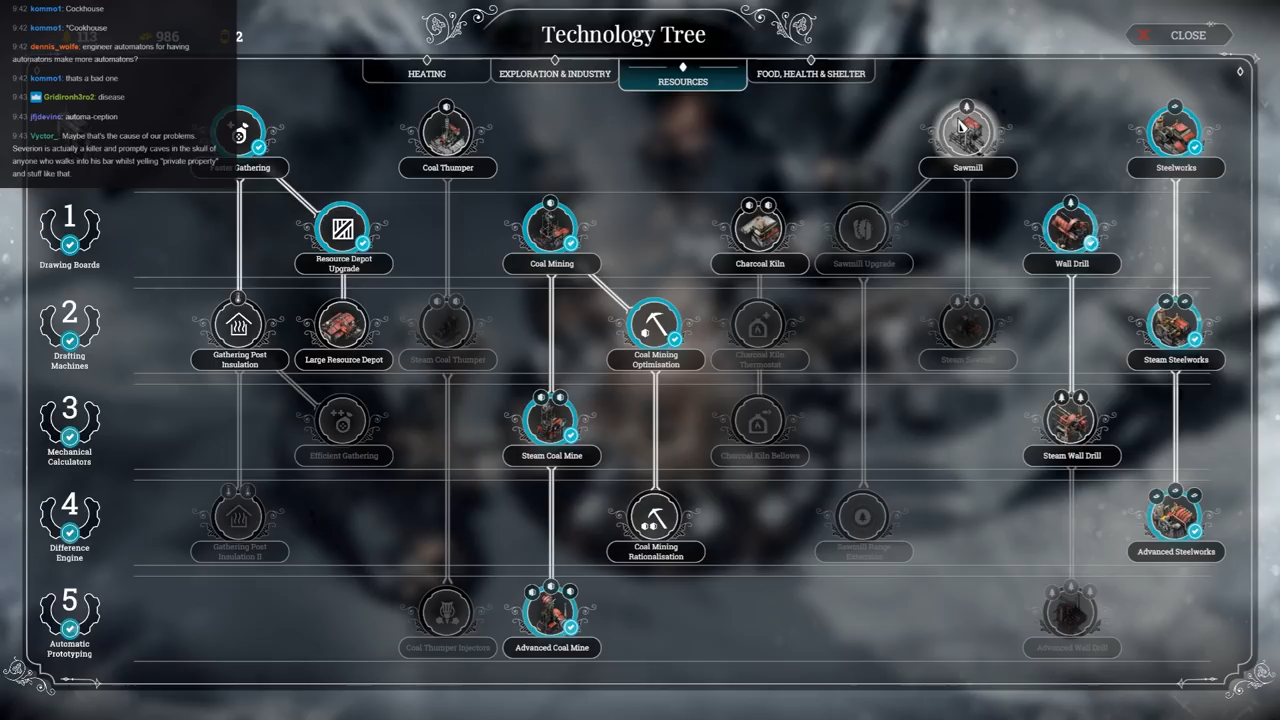 9:42 kommo1: Cockhouse
9:42 kommo1: *Cookhouse
9:42 dennis_wolfe: engineer automatons for having
automatons make more automatons?
9:42 kommo1: thats a bad one
9:43 Gridironh3ro2: disease
9:43 jfjdevinc: automa-ception
9:43 Vyctor_: Maybe that's the cause of our problems.
Severion is actually a killer and promptly caves in the skull of
anyone who walks into his bar whilst yelling "private property"
and stuff like that.
113 986 2
Technology Tree
CLOSE
HEATING
EXPLORATION & INDUSTRY
RESOURCES
FOOD, HEALTH & SHELTER
Faster Gathering
Coal Thumper
Sawmill
Steelworks
1
Drawing Boards
Resource Depot
Upgrade
Coal Mining
Charcoal Kiln
Sawmill Upgrade
Wall Drill
2
Drafting
Machines
Gathering Post
Insulation
Large Resource Depot
Steam Coal Thumper
Coal Mining
Optimisation
Charcoal Kiln
Thermostat
Steam Sawmill
Steam Steelworks
3
Mechanical
Calculators
Efficient Gathering
Steam Coal Mine
Charcoal Kiln Bellows
Steam Wall Drill
4
Difference
Engine
Gathering Post
Insulation II
Coal Mining
Rationalisation
Sawmill Range
Extension
Advanced Steelworks
5
Automatic
Prototyping
Coal Thumper Injectors
Advanced Coal Mine
Advanced Wall Drill